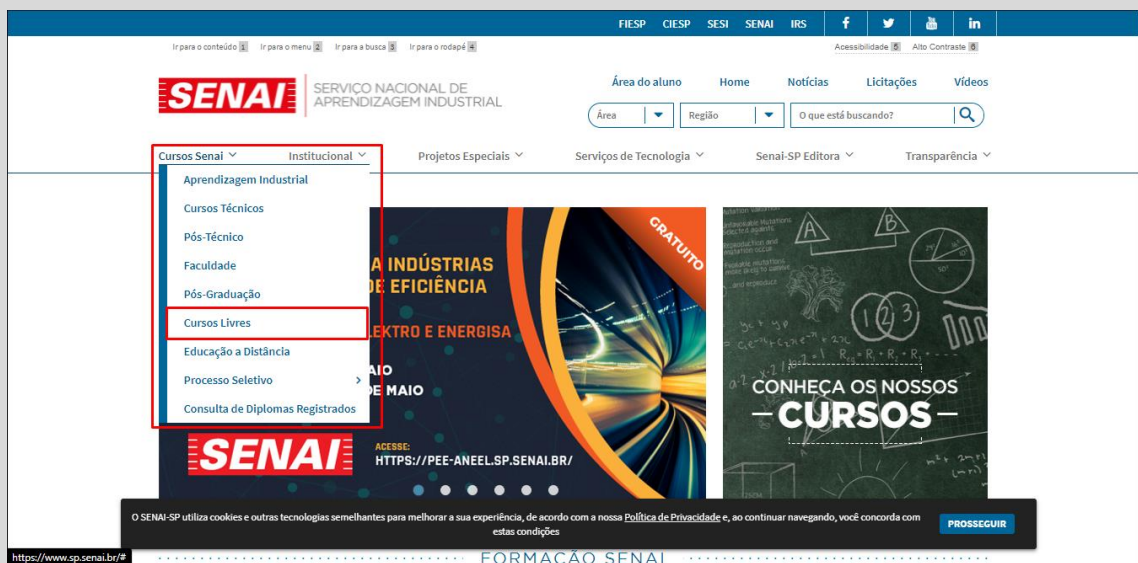 FIESP CIESP SESI SENAI IRS
Ir para o conteúdo 1 Ir para o menu 2 Ir para a busca 3 Ir para o rodapé 4 Acessibilidade 5 Alto Contraste 6
SENAI
SERVIÇO NACIONAL DE
APRENDIZAGEM INDUSTRIAL
Área do aluno Home Notícias Licitações Vídeos
Área Região O que está buscando?
Cursos Senai Institucional Projetos Especiais Serviços de Tecnologia Senai-SP Editora Transparência
Aprendizagem Industrial
Cursos Técnicos
Pós-Técnico
Faculdade
Pós-Graduação
Cursos Livres
Educação a Distância
Processo Seletivo
Consulta de Diplomas Registrados
GRATUITO
A INDÚSTRIAS
DE EFICIÊNCIA
EKTRO E ENERGISA
AIO
DE MAIO
SENAI
ACESSE:
HTTPS://PEE-ANEEL.SP.SENAI.BR/
A B
1 2 3
CONHEÇA OS NOSSOS
CURSOS
O SENAI-SP utiliza cookies e outras tecnologias semelhantes para melhorar a sua experiência, de acordo com a nossa Política de Privacidade e, ao continuar navegando, você concorda com
estas condições
PROSSEGUIR
https://www.sp.senai.br/#
FORMAÇÃO SENAI